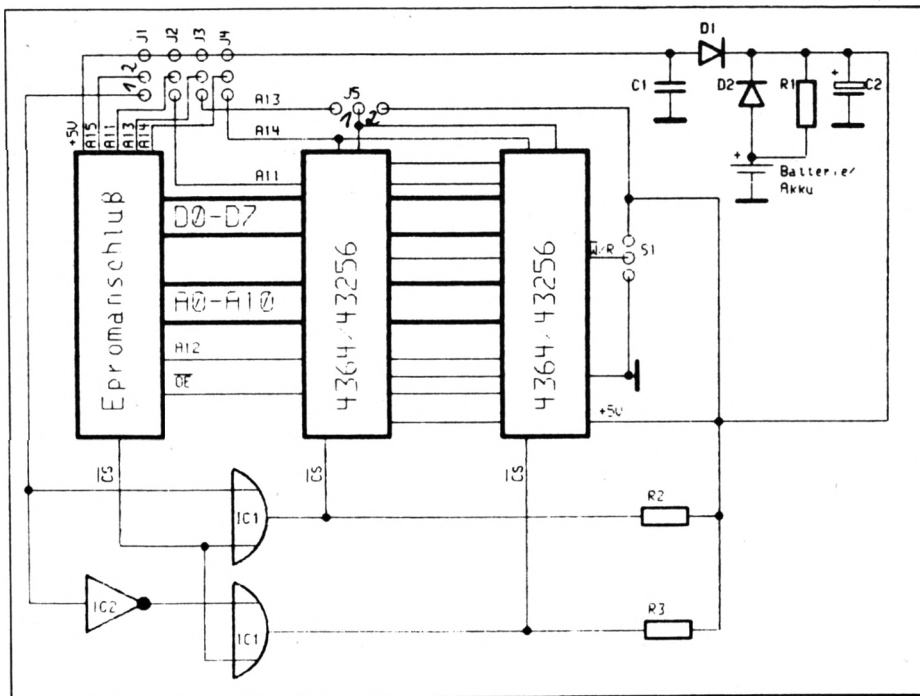 J1 J2 J3 J4
D1
C1
D2
R1
+
C2
2
1
A13
J5
1 2
A14
+5V A15 A11 A13 A14
A11
+
Batterie/
Akku
Epromanschluß
D0-D7
A0-A10
A12
OE
4364/43256
4364/43256
W/R
S1
+5V
CS
CS
CS
IC1
R2
IC2
IC1
R3